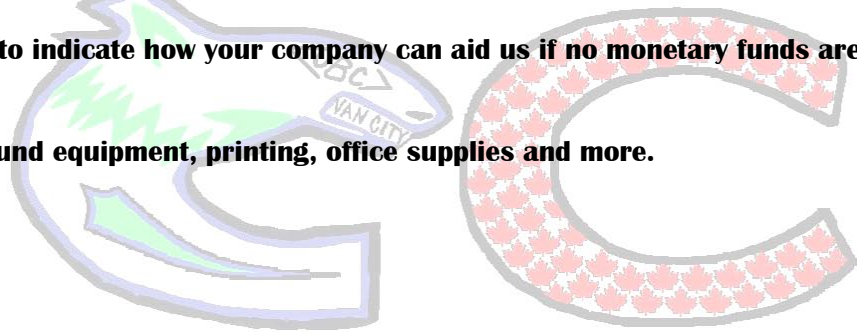 to indicate how your company can aid us if no monetary funds are
und equipment, printing, office supplies and more.
VAN CITY